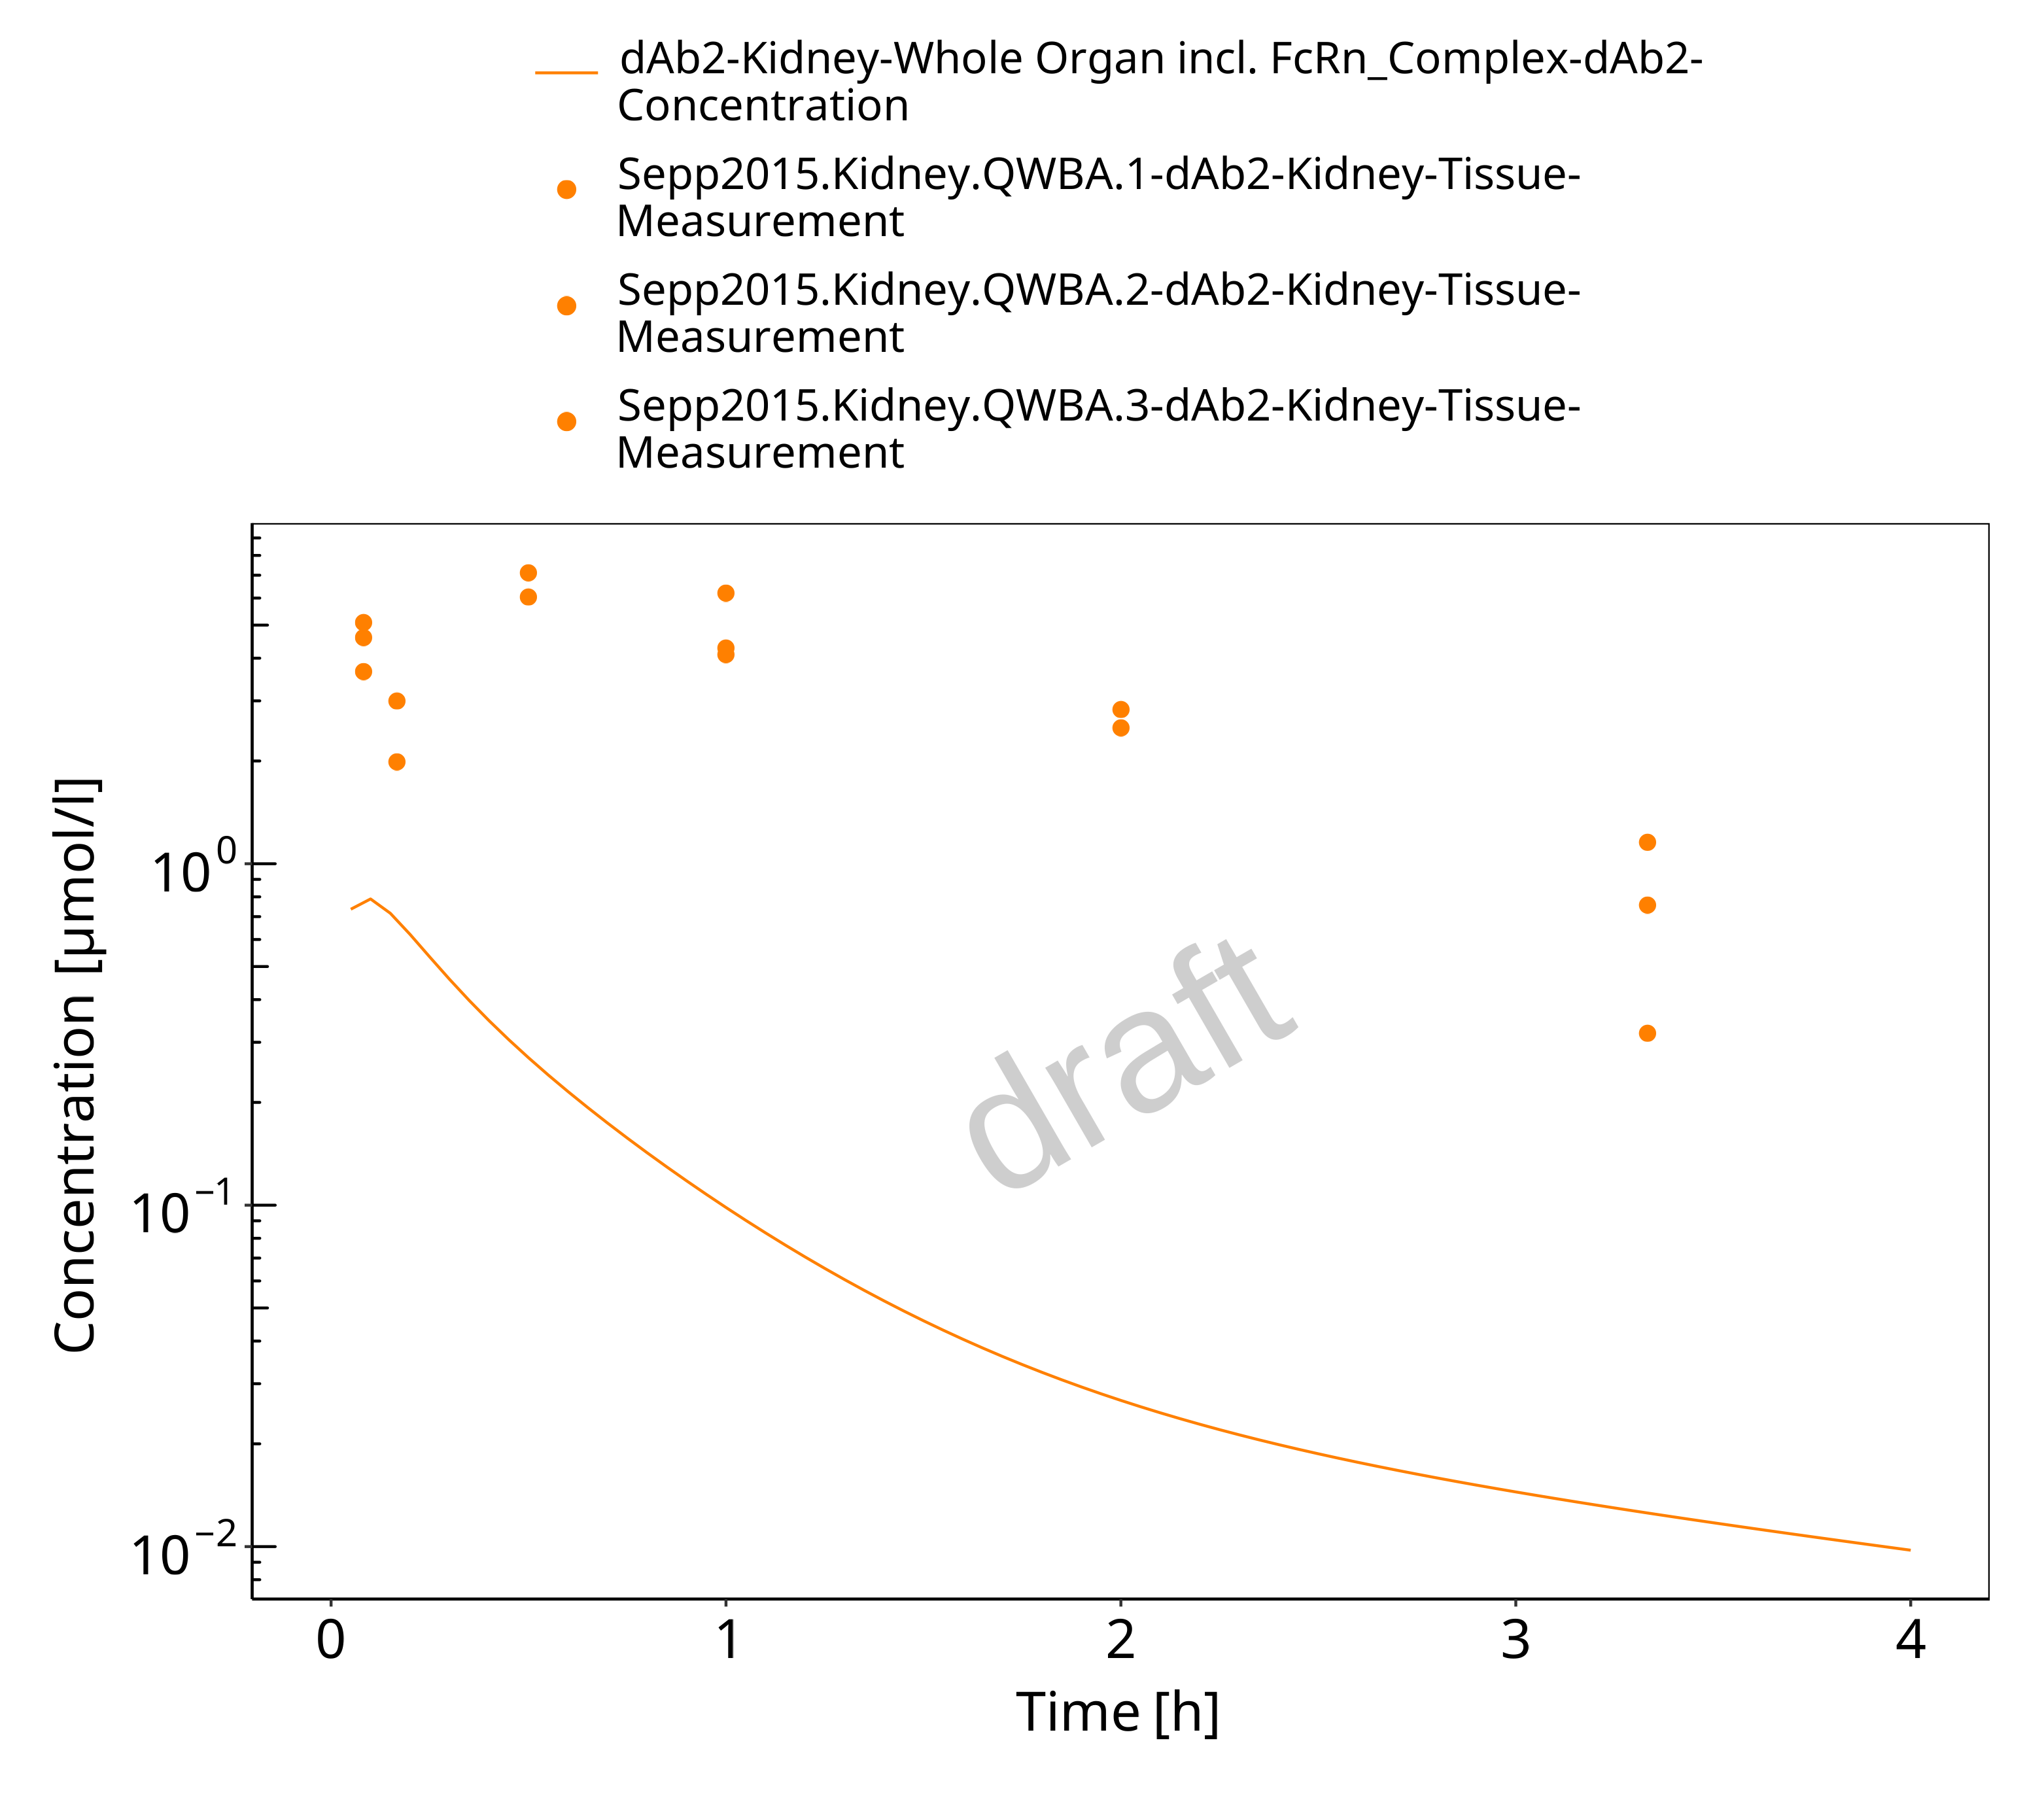 dAb2-Kidney-Whole Organ incl. FcRn_Complex-dAb2-
Concentration
Sepp2015.Kidney.QWBA.1-dAb2-Kidney-Tissue-
Measurement
Sepp2015.Kidney.QWBA.2-dAb2-Kidney-Tissue-
Measurement
Sepp2015.Kidney.QWBA.3-dAb2-Kidney-Tissue-
Measurement
Concentration [µmol/l]
10⁰
10⁻¹
10⁻²
draft
0 1 2 3 4
Time [h]